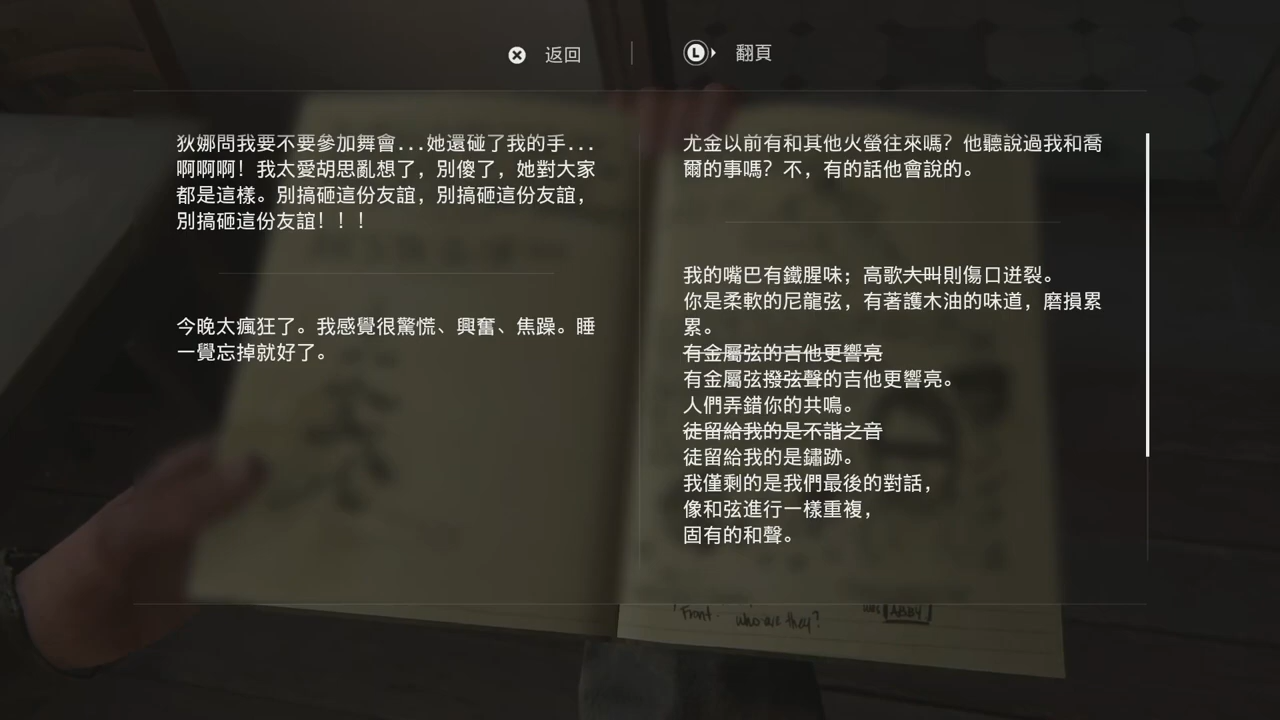 返回
翻頁
狄娜問我要不要參加舞會...她還碰了我的手...
啊啊啊！我太愛胡思亂想了，別傻了，她對大家
都是這樣。別搞砸這份友誼，別搞砸這份友誼，
別搞砸這份友誼！！！
今晚太瘋狂了。我感覺很驚慌、興奮、焦躁。睡
一覺忘掉就好了。
尤金以前有和其他火螢往來嗎？他聽說過我和喬
爾的事嗎？不，有的話他會說的。
我的嘴巴有鐵腥味；高歌大叫則傷口迸裂。
你是柔軟的尼龍弦，有著護木油的味道，磨損累
累。
有金屬弦的吉他更響亮
有金屬弦撥弦聲的吉他更響亮。
人們弄錯你的共鳴。
徒留給我的是不諧之音
徒留給我的是鏽跡。
我僅剩的是我們最後的對話，
像和弦進行一樣重複，
固有的和聲。
Front - who are they? ABBY